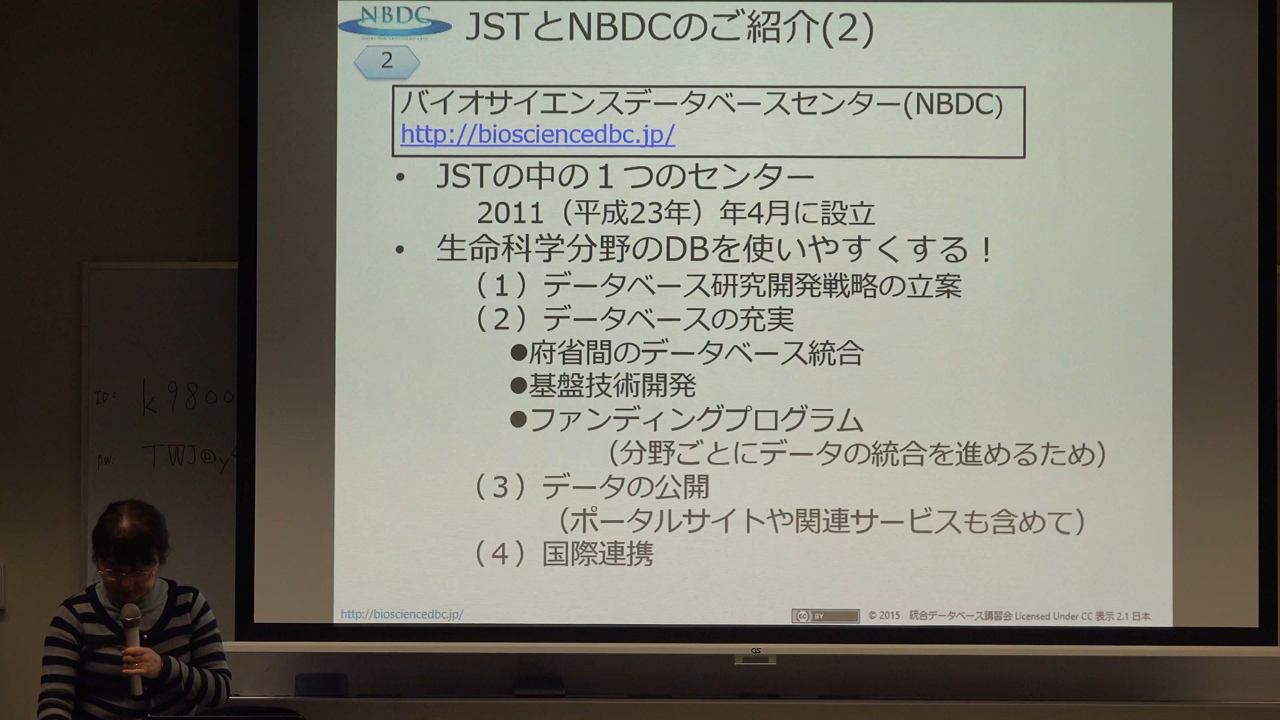 NBDC
JSTとNBDCのご紹介(2)
2
バイオサイエンスデータベースセンター(NBDC)
http://biosciencedbc.jp/
• JSTの中の１つのセンター
2011（平成23年）年4月に設立
• 生命科学分野のDBを使いやすくする！
（１）データベース研究開発戦略の立案
（２）データベースの充実
●府省間のデータベース統合
●基盤技術開発
●ファンディングプログラム
（分野ごとにデータの統合を進めるため）
（３）データの公開
（ポータルサイトや関連サービスも含めて）
（４）国際連携
http://biosciencedbc.jp/
cc BY
© 2015 統合データベース講習会 Licensed Under CC 表示 2.1 日本
ID: k9800
pw. TWJ@y
OS